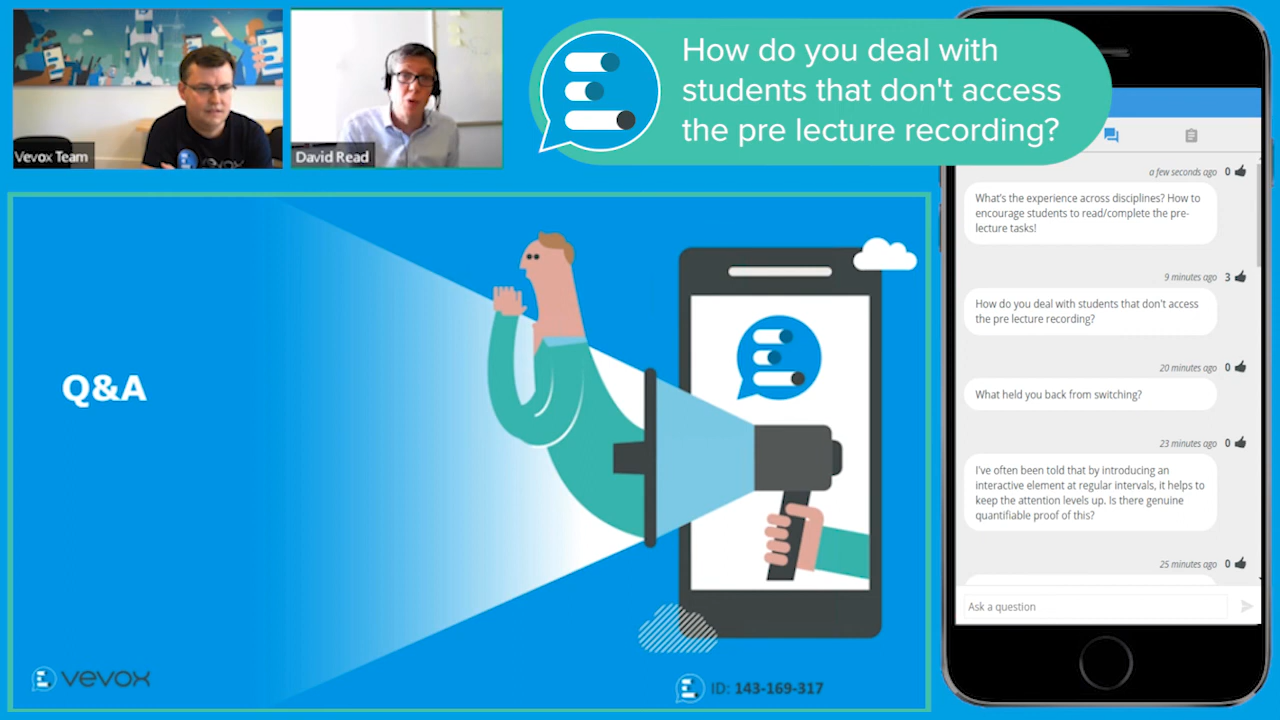 Vevox Team
David Read
How do you deal with
students that don't access
the pre lecture recording?
Q&A
vevox
ID: 143-169-317
a few seconds ago 0
What's the experience across disciplines? How to
encourage students to read/complete the pre-
lecture tasks!
9 minutes ago 3
How do you deal with students that don't access
the pre lecture recording?
20 minutes ago 0
What held you back from switching?
23 minutes ago 0
I've often been told that by introducing an
interactive element at regular intervals, it helps to
keep the attention levels up. Is there genuine
quantifiable proof of this?
25 minutes ago 0
Ask a question